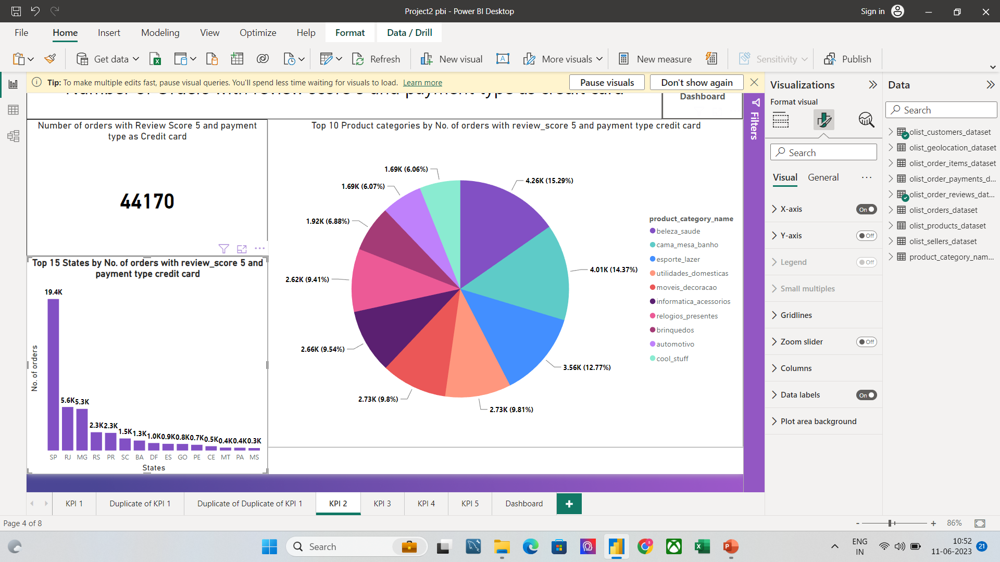 Project2 pbi - Power BI Desktop
Sign in
File Home Insert Modeling View Optimize Help Format Data / Drill
Get data Refresh New visual More visuals New measure Sensitivity Publish
Tip: To make multiple edits fast, pause visual queries. You'll spend less time waiting for visuals to load. Learn more
Pause visuals
Don't show again
Number of Orders with review score 5 and payment type as credit card
Dashboard
Number of orders with Review Score 5 and payment
type as Credit card
44170
Top 15 States by No. of orders with review_score 5 and
payment type credit card
No. of orders
19.4K
5.6K 5.3K
2.3K 2.3K
1.5K 1.3K 1.0K 0.9K 0.8K 0.7K 0.5K 0.4K 0.4K 0.3K
SP RJ MG RS PR SC BA DF ES GO PE CE MT PA MS
States
Top 10 Product categories by No. of orders with review_score 5 and payment type credit card
4.26K (15.29%)
4.01K (14.37%)
3.56K (12.77%)
2.73K (9.81%)
2.73K (9.8%)
2.66K (9.54%)
2.62K (9.41%)
1.92K (6.88%)
1.69K (6.07%)
1.69K (6.06%)
product_category_name
beleza_saude
cama_mesa_banho
esporte_lazer
utilidades_domesticas
moveis_decoracao
informatica_acessorios
relogios_presentes
brinquedos
automotivo
cool_stuff
Filters
Visualizations
Format visual
Search
Visual General
X-axis On
Y-axis Off
Legend Off
Small multiples
Gridlines
Zoom slider Off
Columns
Data labels On
Plot area background
Data
Search
olist_customers_dataset
olist_geolocation_dataset
olist_order_items_dataset
olist_order_payments_d...
olist_order_reviews_dat...
olist_orders_dataset
olist_products_dataset
olist_sellers_dataset
product_category_nam...
KPI 1 Duplicate of KPI 1 Duplicate of Duplicate of KPI 1 KPI 2 KPI 3 KPI 4 KPI 5 Dashboard +
Page 4 of 8
- + 86%
Search
ENG
IN
10:52
11-06-2023
21